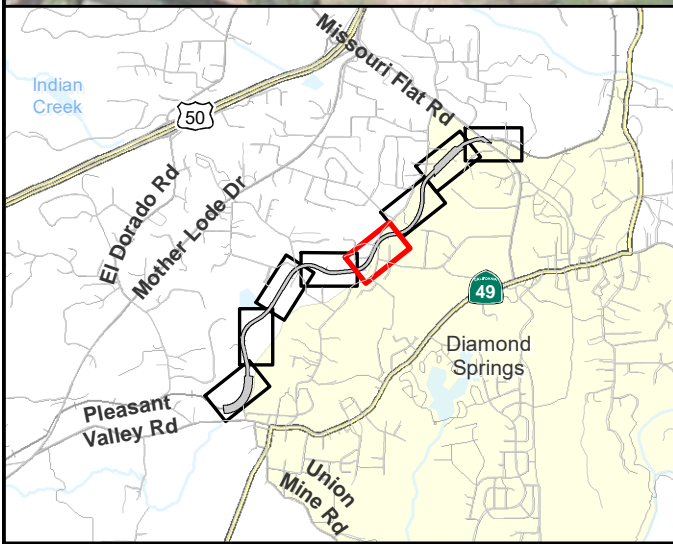 Missouri Flat Rd
Indian
Creek
50
El Dorado Rd
Mother Lode Dr
CALIFORNIA
49
Diamond
Springs
Pleasant
Valley Rd
Union
Mine Rd